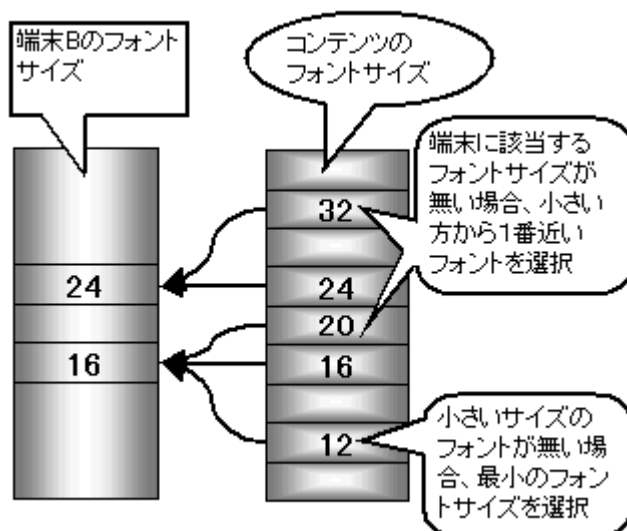 端末Bのフォント
サイズ
コンテンツの
フォントサイズ
端末に該当する
フォントサイズが
無い場合、小さい
方から1番近い
フォントを選択
32
24
20
16
12
24
16
小さいサイズの
フォントが無い場
合、最小のフォン
トサイズを選択